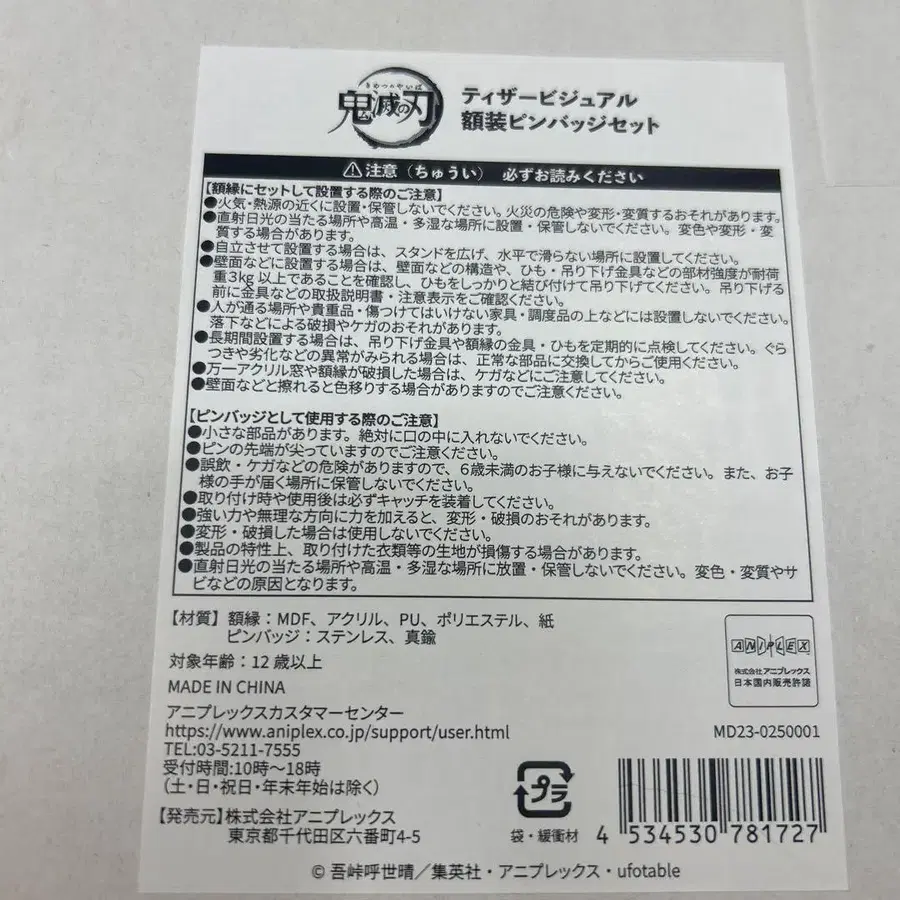 きめつのやいば
鬼滅の刃
ティザービジュアル
額装ピンバッジセット
⚠注意（ちゅうい） 必ずお読みください
【額縁にセットして設置する際のご注意】
●火気・熱源の近くに設置・保管しないでください。火災の危険や変形・変質するおそれがあります。
●直射日光の当たる場所や高温・多湿な場所に設置・保管しないでください。変色や変形・変
質する場合があります。
●自立させて設置する場合は、スタンドを広げ、水平で滑らない場所に設置してください。
●壁面などに設置する場合は、壁面などの構造や、ひも・吊り下げ金具などの部材強度が耐荷
重3kg以上であることを確認し、ひもをしっかりと結び付けて吊り下げてください。吊り下げる
前に金具などの取扱説明書・注意表示をご確認ください。
●人が通る場所や貴重品・傷つけてはいけない家具・調度品の上などには設置しないでください。
落下などによる破損やケガのおそれがあります。
●長期間設置する場合は、吊り下げ金具や額縁の金具・ひもを定期的に点検してください。ぐら
つきや劣化などの異常がみられる場合は、正常な部品に交換してからご使用ください。
●万一アクリル窓や額縁が破損した場合は、ケガなどにご注意してください。
●壁面などと擦れると色移りする場合がありますのでご注意ください。
【ピンバッジとして使用する際のご注意】
●小さな部品があります。絶対に口の中に入れないでください。
●ピンの先端が尖っていますのでご注意ください。
●誤飲・ケガなどの危険がありますので、6歳未満のお子様に与えないでください。また、お子
様の手が届く場所に保管しないでください。
●取り付け時や使用後は必ずキャッチを装着してください。
●強い力や無理な方向に力を加えると、変形・破損のおそれがあります。
●変形・破損した場合は使用しないでください。
●製品の特性上、取り付けた衣類等の生地が損傷する場合があります。
●直射日光の当たる場所や高温・多湿な場所に放置・保管しないでください。変色・変質やサ
ビなどの原因となります。
【材質】額縁：MDF、アクリル、PU、ポリエステル、紙
ピンバッジ：ステンレス、真鍮
対象年齢：12歳以上
MADE IN CHINA
アニプレックスカスタマーセンター
https://www.aniplex.co.jp/support/user.html
TEL:03-5211-7555
受付時間:10時～18時
（土・日・祝日・年末年始は除く）
【発売元】株式会社アニプレックス
東京都千代田区六番町4-5
ANIPLEX
株式会社アニプレックス
日本国内販売許諾
MD23-0250001
プラ
袋・緩衝材
4 534530 781727
© 吾峠呼世晴／集英社・アニプレックス・ufotable